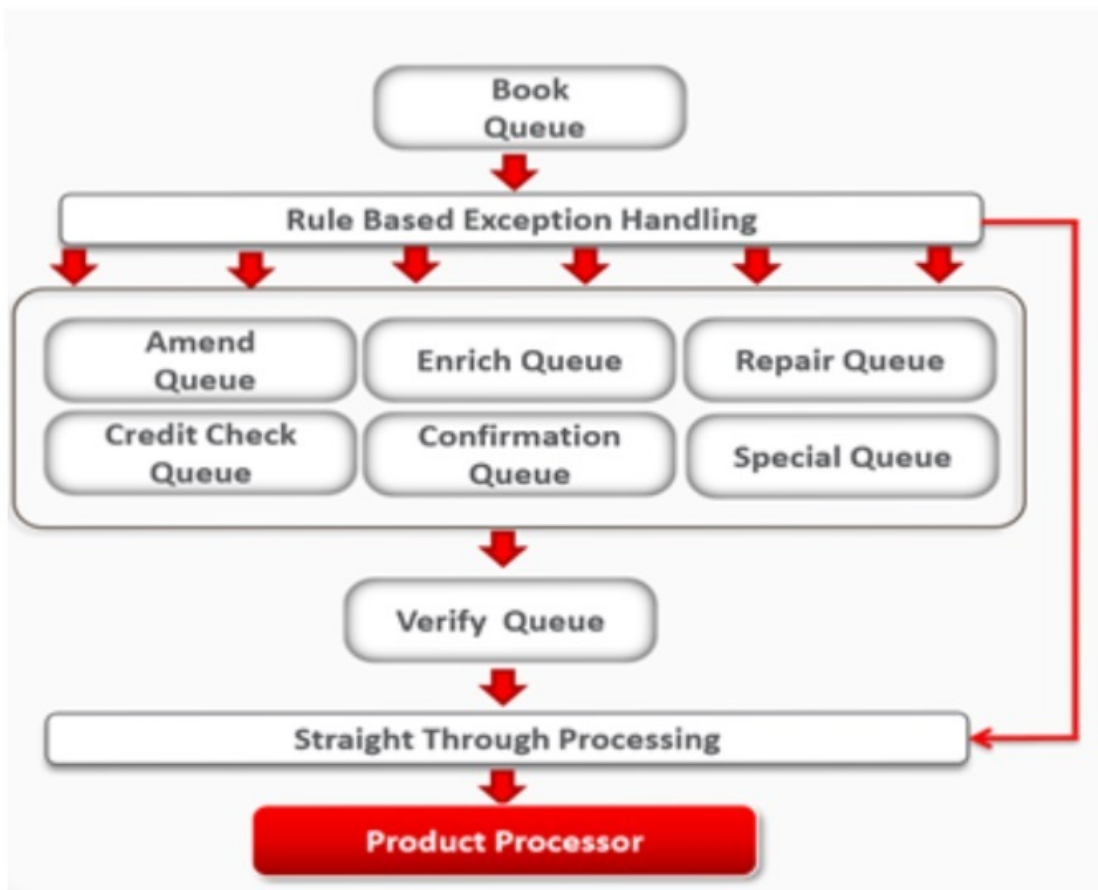 Book
Queue
Rule Based Exception Handling
Amend
Queue
Enrich Queue
Repair Queue
Credit Check
Queue
Confirmation
Queue
Special Queue
Verify Queue
Straight Through Processing
Product Processor